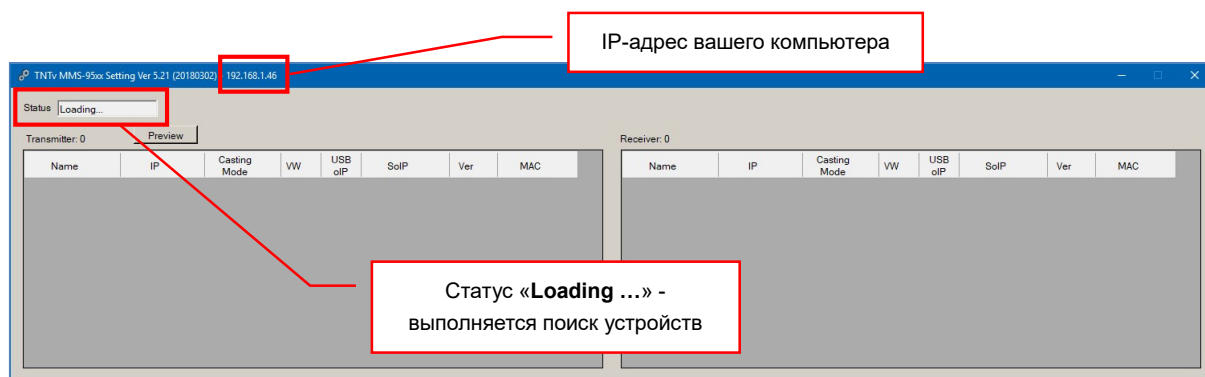 IP-адрес вашего компьютера
TNTv MMS-95xx Setting Ver 5.21 (20180302) - 192.168.1.46
Status Loading...
Transmitter: 0 Preview
Name IP Casting Mode VW USB oIP SoIP Ver MAC
Receiver: 0
Name IP Casting Mode VW USB oIP SoIP Ver MAC
Статус «Loading …» -
выполняется поиск устройств